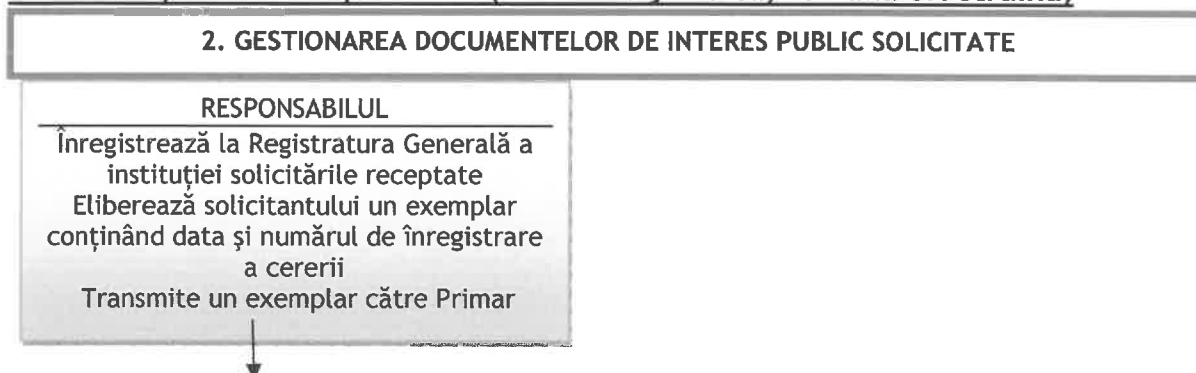 2. GESTIONAREA DOCUMENTELOR DE INTERES PUBLIC SOLICITATE
RESPONSABILUL
Înregistrează la Registratura Generală a
instituției solicitările receptate
Eliberează solicitantului un exemplar
conținând data şi numărul de înregistrare
a cererii
Transmite un exemplar către Primar